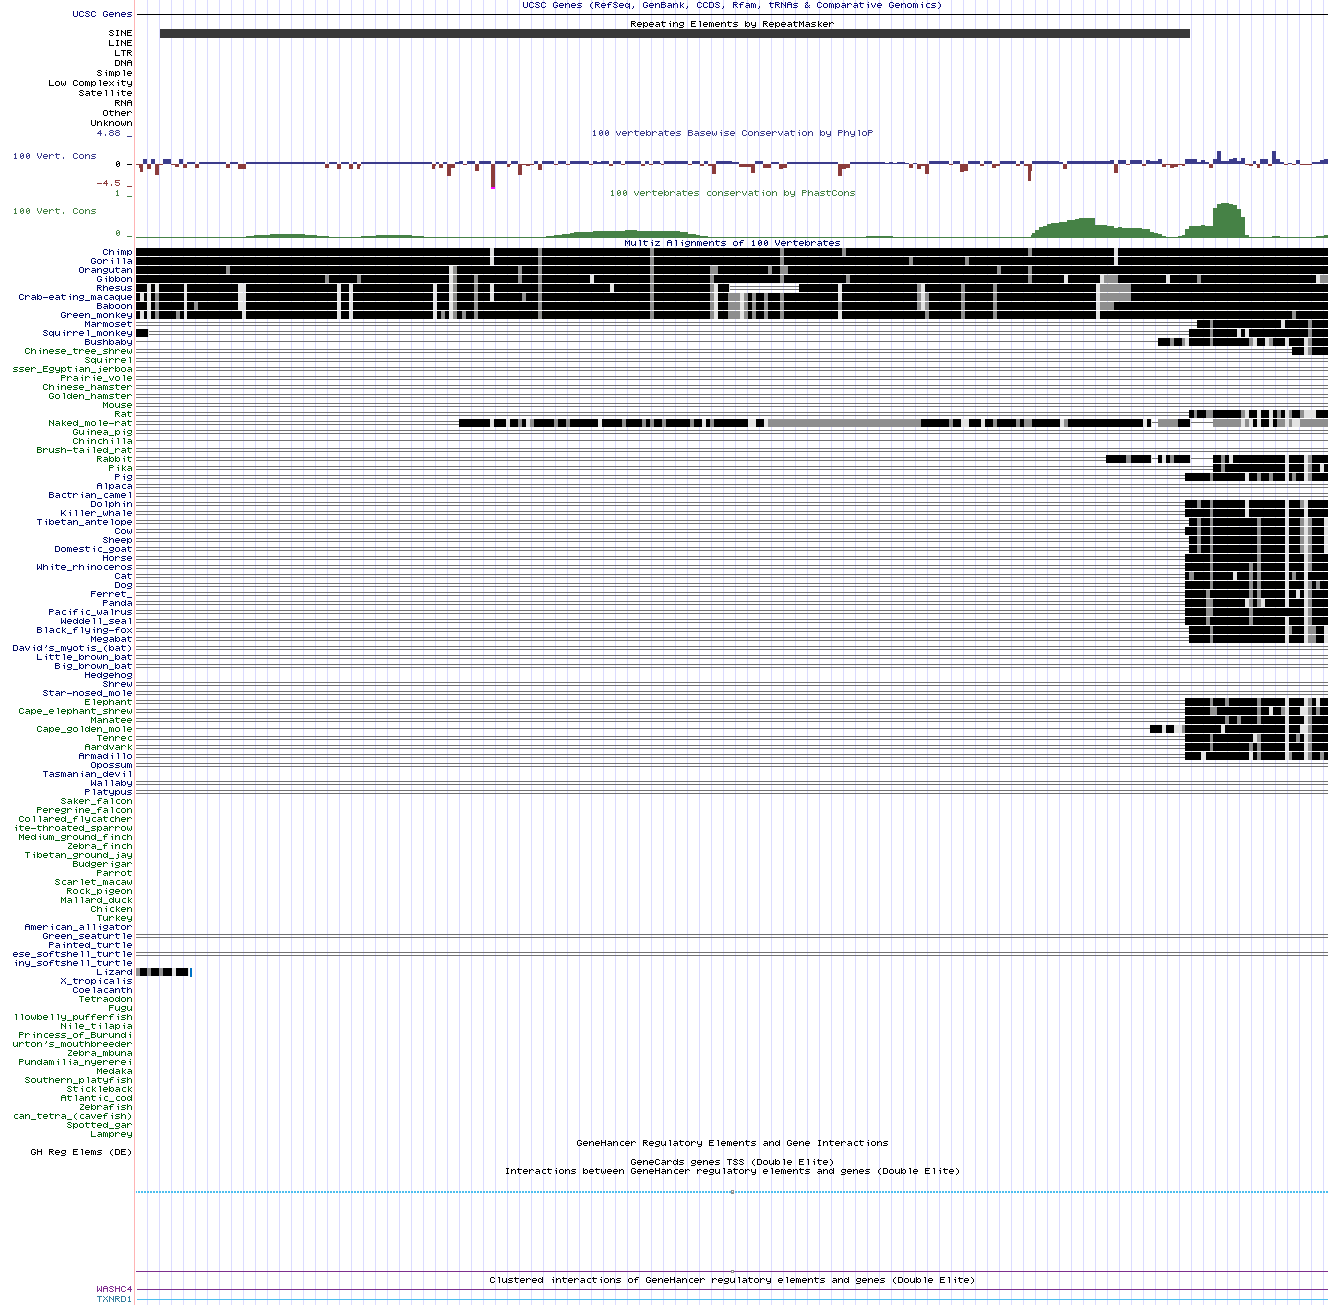 UCSC Genes (RefSeq, GenBank, CCDS, Rfam, tRNAs & Comparative Genomics)
UCSC Genes
Repeating Elements by RepeatMasker
SINE
LINE
LTR
DNA
Simple
Low Complexity
Satellite
RNA
Other
Unknown
4.88 _
100 vertebrates Basewise Conservation by PhyloP
100 Vert. Cons
0 _
-4.5 _
1 _
100 vertebrates conservation by PhastCons
100 Vert. Cons
0 _
Multiz Alignments of 100 Vertebrates
Chimp
Gorilla
Orangutan
Gibbon
Rhesus
Crab-eating_macaque
Baboon
Green_monkey
Marmoset
Squirrel_monkey
Bushbaby
Chinese_tree_shrew
Squirrel
sser_Egyptian_jerboa
Prairie_vole
Chinese_hamster
Golden_hamster
Mouse
Rat
Naked_mole-rat
Guinea_pig
Chinchilla
Brush-tailed_rat
Rabbit
Pika
Pig
Alpaca
Bactrian_camel
Dolphin
Killer_whale
Tibetan_antelope
Cow
Sheep
Domestic_goat
Horse
White_rhinoceros
Cat
Dog
Ferret_
Panda
Pacific_walrus
Weddell_seal
Black_flying-fox
Megabat
David's_myotis_(bat)
Little_brown_bat
Big_brown_bat
Hedgehog
Shrew
Star-nosed_mole
Elephant
Cape_elephant_shrew
Manatee
Cape_golden_mole
Tenrec
Aardvark
Armadillo
Opossum
Tasmanian_devil
Wallaby
Platypus
Saker_falcon
Peregrine_falcon
Collared_flycatcher
ite-throated_sparrow
Medium_ground_finch
Zebra_finch
Tibetan_ground_jay
Budgerigar
Parrot
Scarlet_macaw
Rock_pigeon
Mallard_duck
Chicken
Turkey
American_alligator
Green_seaturtle
Painted_turtle
ese_softshell_turtle
iny_softshell_turtle
Lizard
X_tropicalis
Coelacanth
Tetraodon
Fugu
llowbelly_pufferfish
Nile_tilapia
Princess_of_Burundi
urton's_mouthbreeder
Zebra_mbuna
Pundamilia_nyererei
Medaka
Southern_platyfish
Stickleback
Atlantic_cod
Zebrafish
can_tetra_(cavefish)
Spotted_gar
Lamprey
GeneHancer Regulatory Elements and Gene Interactions
GH Reg Elems (DE)
GeneCards genes TSS (Double Elite)
Interactions between GeneHancer regulatory elements and genes (Double Elite)
Clustered interactions of GeneHancer regulatory elements and genes (Double Elite)
WASHC4
TXNRD1